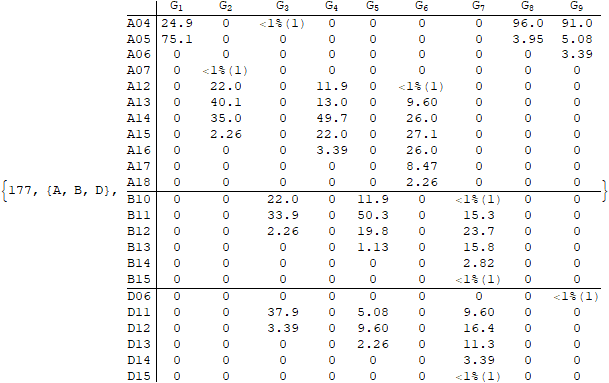 G1 G2 G3 G4 G5 G6 G7 G8 G9
A04 24.9 0 <1%(1) 0 0 0 0 96.0 91.0
A05 75.1 0 0 0 0 0 0 3.95 5.08
A06 0 0 0 0 0 0 0 0 3.39
A07 0 <1%(1) 0 0 0 0 0 0 0
A12 0 22.0 0 11.9 0 <1%(1) 0 0 0
A13 0 40.1 0 13.0 0 9.60 0 0 0
A14 0 35.0 0 49.7 0 26.0 0 0 0
A15 0 2.26 0 22.0 0 27.1 0 0 0
A16 0 0 0 3.39 0 26.0 0 0 0
A17 0 0 0 0 0 8.47 0 0 0
A18 0 0 0 0 0 2.26 0 0 0
{177, {A, B, D}, }
B10 0 0 22.0 0 11.9 0 <1%(1) 0 0
B11 0 0 33.9 0 50.3 0 15.3 0 0
B12 0 0 2.26 0 19.8 0 23.7 0 0
B13 0 0 0 0 1.13 0 15.8 0 0
B14 0 0 0 0 0 0 2.82 0 0
B15 0 0 0 0 0 0 <1%(1) 0 0
D06 0 0 0 0 0 0 0 0 <1%(1)
D11 0 0 37.9 0 5.08 0 9.60 0 0
D12 0 0 3.39 0 9.60 0 16.4 0 0
D13 0 0 0 0 2.26 0 11.3 0 0
D14 0 0 0 0 0 0 3.39 0 0
D15 0 0 0 0 0 0 <1%(1) 0 0